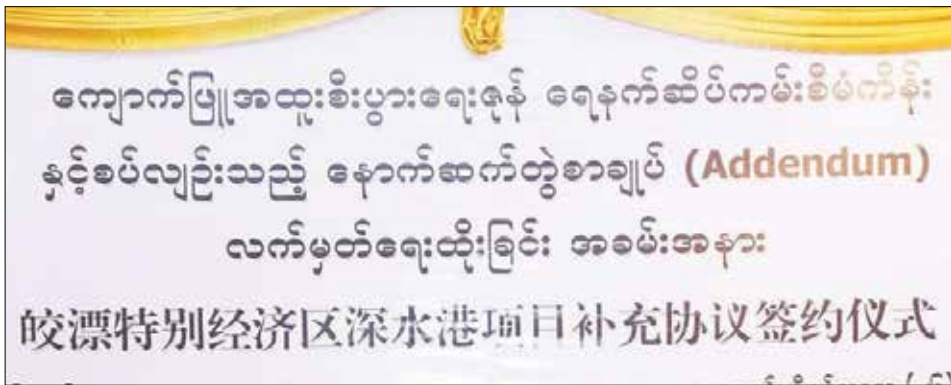 ကျောက်ဖြူအထူးစီးပွားရေးဇုန် ရေနက်ဆိပ်ကမ်းစီမံကိန်း
နှင့်စပ်လျဉ်းသည့် နောက်ဆက်တွဲစာချုပ် (Addendum)
လက်မှတ်ရေးထိုးခြင်း အခမ်းအနား
皎漂特别经济区深水港项目补充协议签约仪式